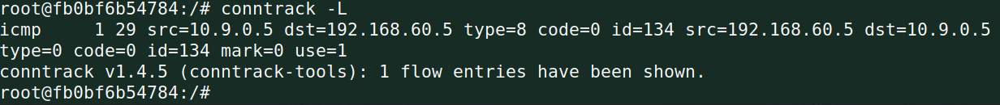 root@fb0bf6b54784:/# conntrack -L
icmp     1 29 src=10.9.0.5 dst=192.168.60.5 type=8 code=0 id=134 src=192.168.60.5 dst=10.9.0.5
type=0 code=0 id=134 mark=0 use=1
conntrack v1.4.5 (conntrack-tools): 1 flow entries have been shown.
root@fb0bf6b54784:/#